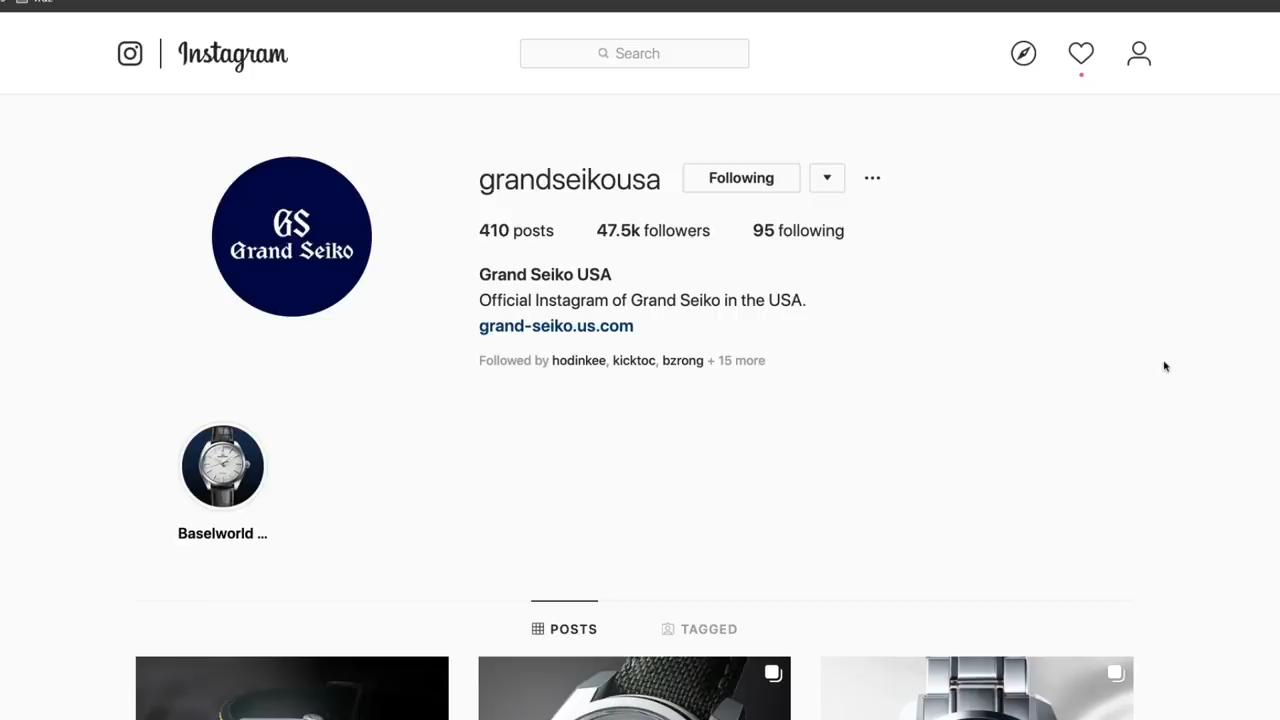 Instagram
Search
GS
Grand Seiko
grandseikousa
Following
410 posts 47.5k followers 95 following
Grand Seiko USA
Official Instagram of Grand Seiko in the USA.
grand-seiko.us.com
Followed by hodinkee, kicktoc, bzrong + 15 more
Baselworld ...
POSTS TAGGED